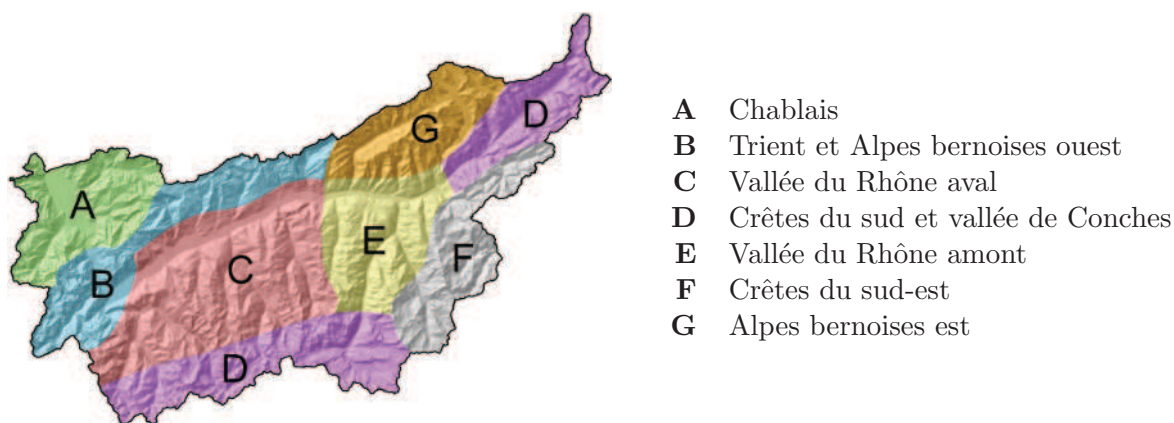 A
B
C
D
E
F
G
D
A Chablais
B Trient et Alpes bernoises ouest
C Vallée du Rhône aval
D Crêtes du sud et vallée de Conches
E Vallée du Rhône amont
F Crêtes du sud-est
G Alpes bernoises est